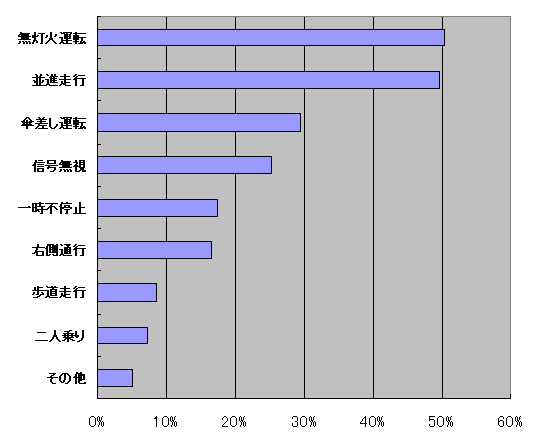 無灯火運転
並進走行
傘差し運転
信号無視
一時不停止
右側通行
歩道走行
二人乗り
その他
0% 10% 20% 30% 40% 50% 60%